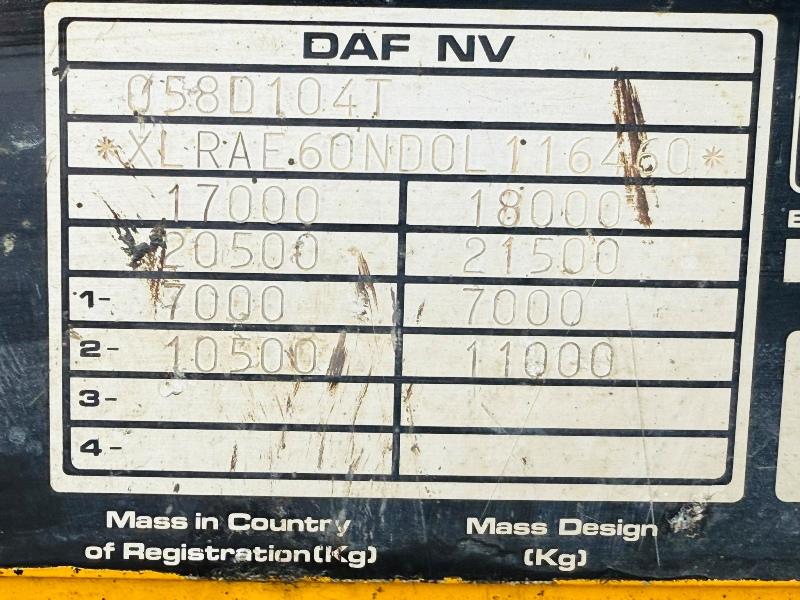 DAF NV
058D104T
*XLRAE60ND0L116460*
17000 18000
20500 21500
1- 7000 7000
2- 10500 11000
3-
4-
Mass in Country Mass Design
of Registration(Kg) (Kg)